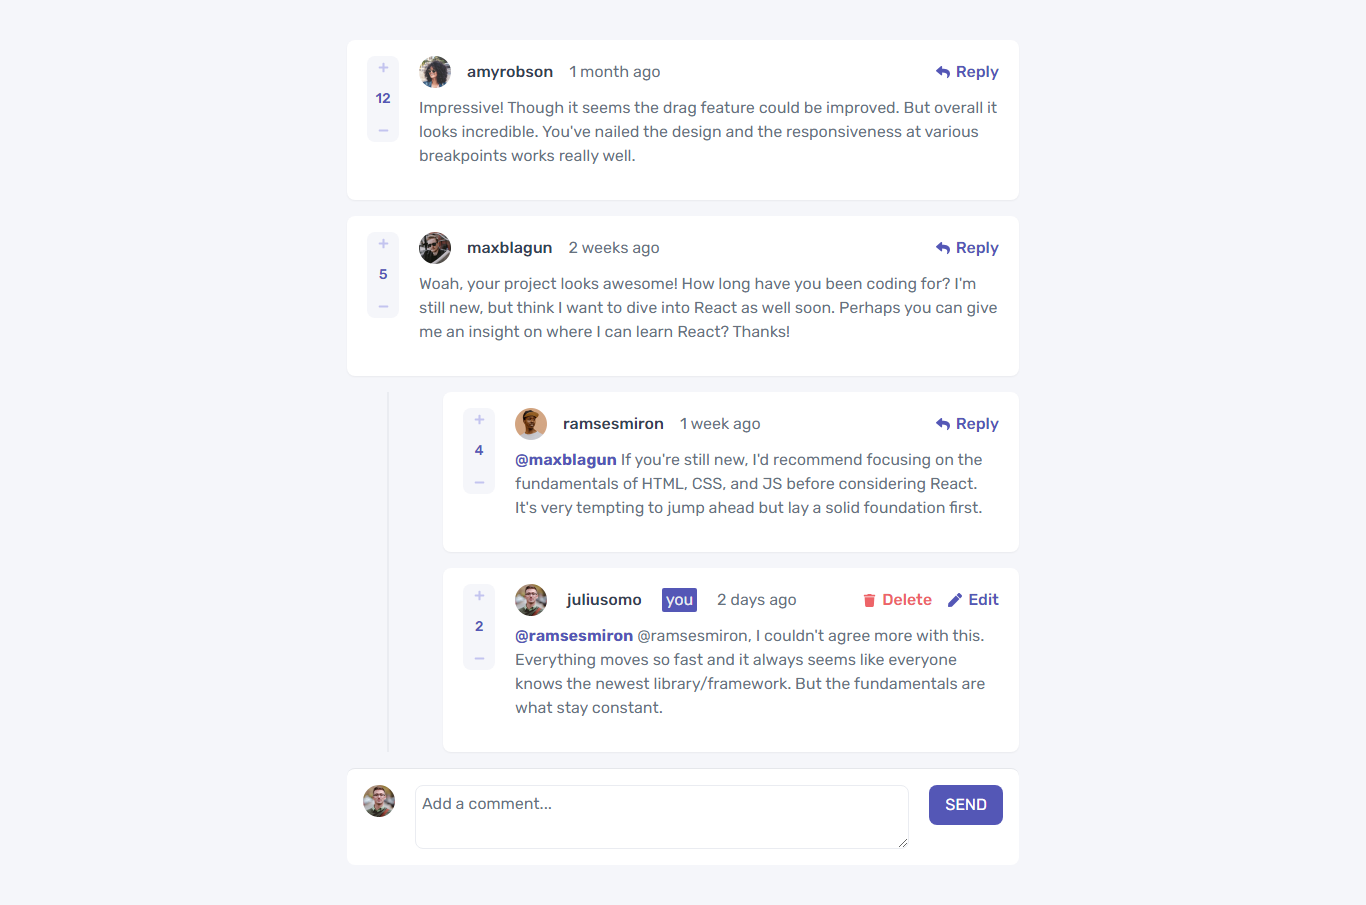 +
12
−
amyrobson 1 month ago Reply
Impressive! Though it seems the drag feature could be improved. But overall it
looks incredible. You've nailed the design and the responsiveness at various
breakpoints works really well.
+
5
−
maxblagun 2 weeks ago Reply
Woah, your project looks awesome! How long have you been coding for? I'm
still new, but think I want to dive into React as well soon. Perhaps you can give
me an insight on where I can learn React? Thanks!
+
4
−
ramsesmiron 1 week ago Reply
@maxblagun If you're still new, I'd recommend focusing on the
fundamentals of HTML, CSS, and JS before considering React.
It's very tempting to jump ahead but lay a solid foundation first.
+
2
−
juliusomo you 2 days ago Delete Edit
@ramsesmiron @ramsesmiron, I couldn't agree more with this.
Everything moves so fast and it always seems like everyone
knows the newest library/framework. But the fundamentals are
what stay constant.
Add a comment... SEND